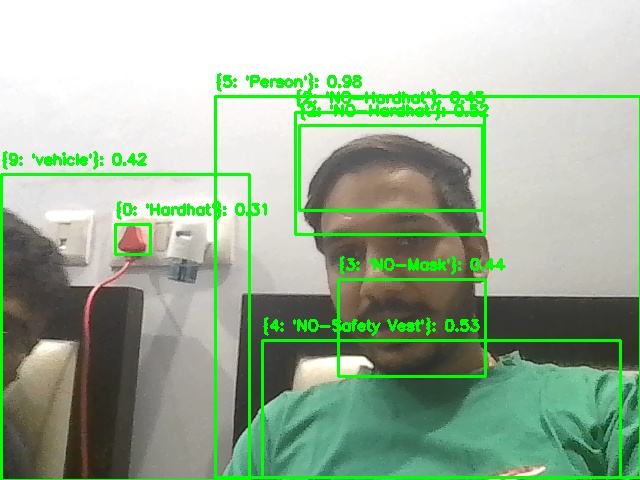 {5: 'Person'}: 0.98
{2: 'NO-Hardhat'}: 0.45
{2: 'NO-Hardhat'}: 0.52
{9: 'vehicle'}: 0.42
{0: 'Hardhat'}: 0.31
{3: 'NO-Mask'}: 0.44
{4: 'NO-Safety Vest'}: 0.53